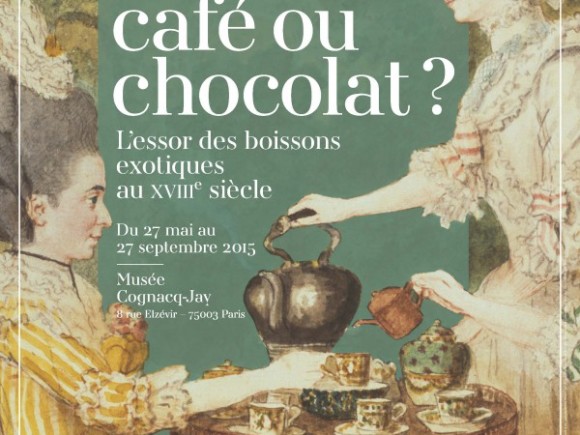 café ou
chocolat ?
L'essor des boissons
exotiques
au XVIIIe siècle
Du 27 mai au
27 septembre 2015
Musée
Cognacq-Jay
8 rue Elzévir – 75003 Paris